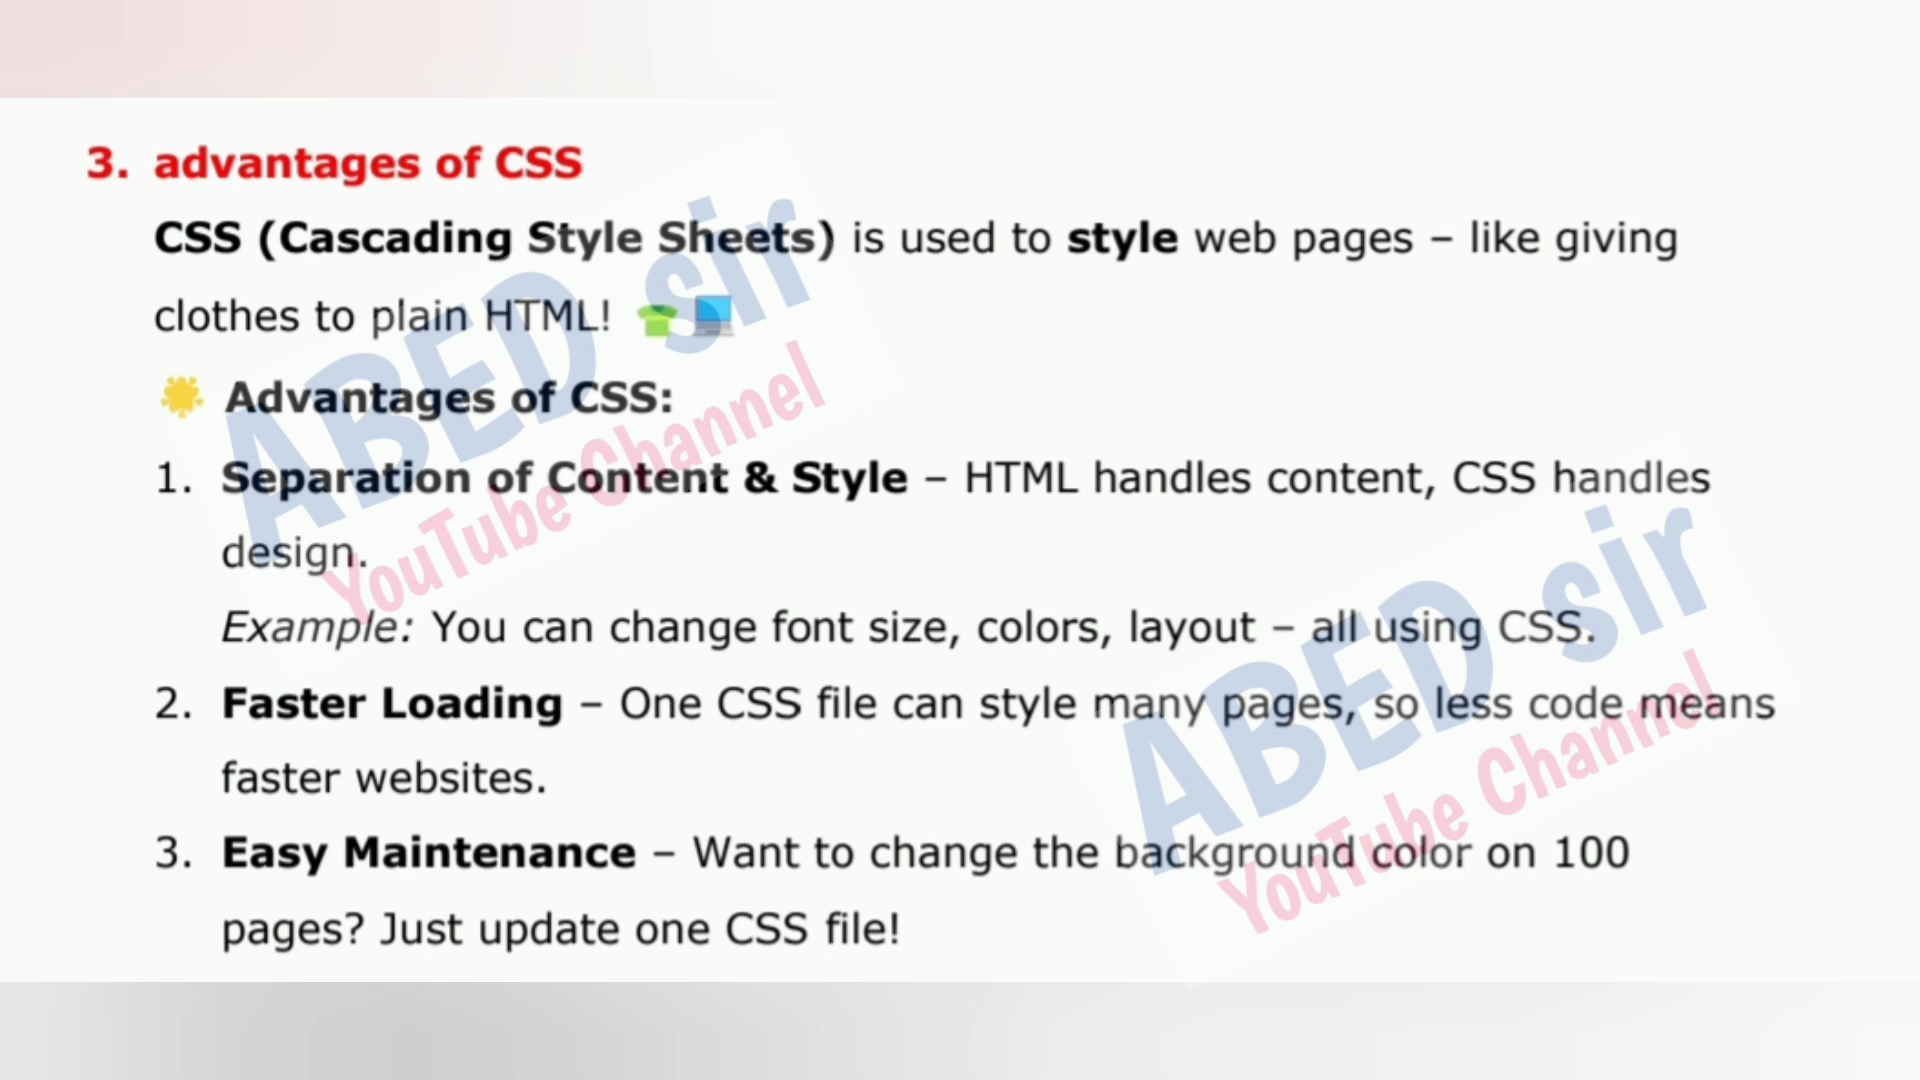 3. advantages of CSS
CSS (Cascading Style Sheets) is used to style web pages – like giving
clothes to plain HTML! 👕💻
🌟 Advantages of CSS:
1. Separation of Content & Style – HTML handles content, CSS handles
design.
Example: You can change font size, colors, layout – all using CSS.
2. Faster Loading – One CSS file can style many pages, so less code means
faster websites.
3. Easy Maintenance – Want to change the background color on 100
pages? Just update one CSS file!
ABED sir
YouTube Channel
ABED sir
YouTube Channel